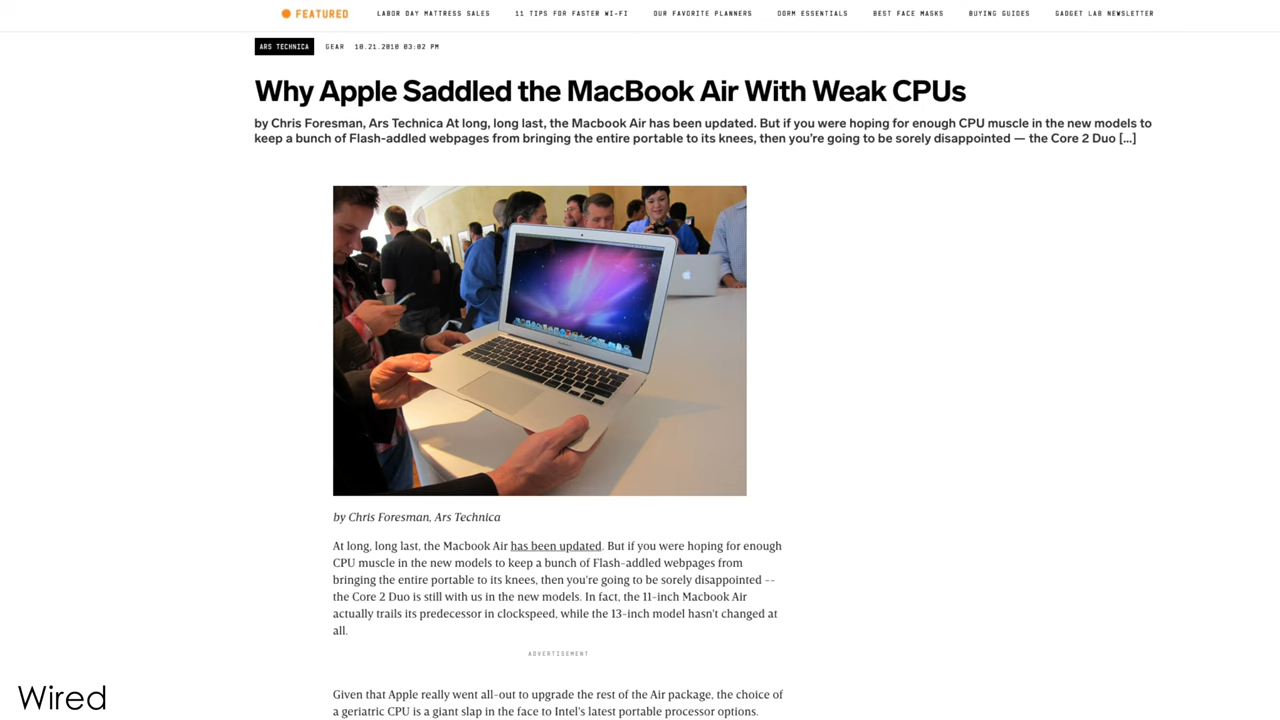 FEATURED LABOR DAY MATTRESS SALES 11 TIPS FOR FASTER WI-FI OUR FAVORITE PLANNERS DORM ESSENTIALS BEST FACE MASKS BUYING GUIDES GADGET LAB NEWSLETTER
ARS TECHNICA GEAR 10.21.2010 03:02 PM
Why Apple Saddled the MacBook Air With Weak CPUs
by Chris Foresman, Ars Technica At long, long last, the Macbook Air has been updated. But if you were hoping for enough CPU muscle in the new models to
keep a bunch of Flash-addled webpages from bringing the entire portable to its knees, then you're going to be sorely disappointed — the Core 2 Duo [...]
by Chris Foresman, Ars Technica
At long, long last, the Macbook Air has been updated. But if you were hoping for enough
CPU muscle in the new models to keep a bunch of Flash-addled webpages from
bringing the entire portable to its knees, then you're going to be sorely disappointed --
the Core 2 Duo is still with us in the new models. In fact, the 11-inch Macbook Air
actually trails its predecessor in clockspeed, while the 13-inch model hasn't changed at
all.
ADVERTISEMENT
Given that Apple really went all-out to upgrade the rest of the Air package, the choice of
a geriatric CPU is a giant slap in the face to Intel's latest portable processor options.
Wired